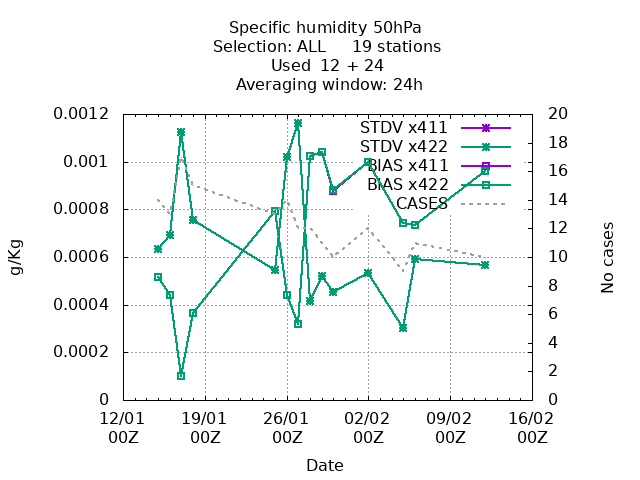 Specific humidity 50hPa
Selection: ALL 19 stations
Used 12 + 24
Averaging window: 24h
0.0012
0.001
0.0008
0.0006
0.0004
0.0002
0
20
18
16
14
12
10
8
6
4
2
0
STDV x411
STDV x422
BIAS x411
BIAS x422
CASES
g/Kg
No cases
12/01 19/01 26/01 02/02 09/02 16/02
00Z 00Z 00Z 00Z 00Z 00Z
Date